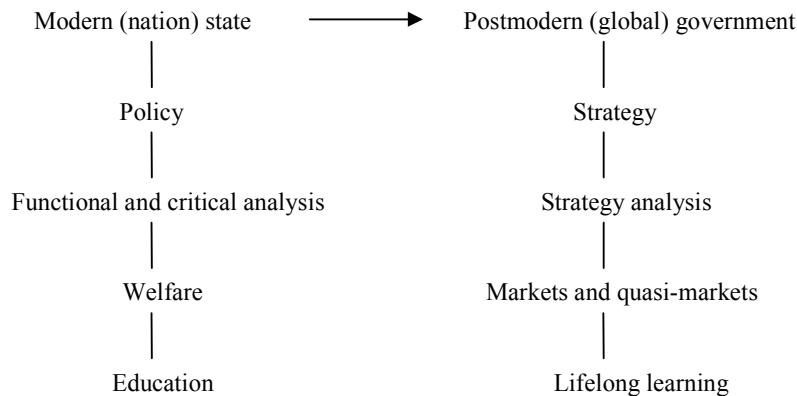 Modern (nation) state
Postmodern (global) government
Policy
Strategy
Functional and critical analysis
Strategy analysis
Welfare
Markets and quasi-markets
Education
Lifelong learning